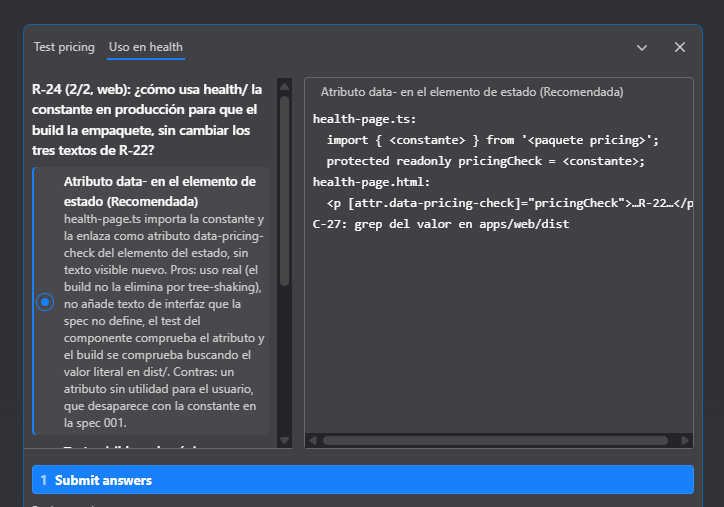 Test pricing
Uso en health
R-24 (2/2, web): ¿cómo usa health/ la
constante en producción para que el
build la empaquete, sin cambiar los
tres textos de R-22?
Atributo data- en el elemento de
estado (Recomendada)
health-page.ts importa la constante y
la enlaza como atributo data-pricing-
check del elemento del estado, sin
texto visible nuevo. Pros: uso real (el
build no la elimina por tree-shaking),
no añade texto de interfaz que la
spec no define, el test del
componente comprueba el atributo y
el build se comprueba buscando el
valor literal en dist/. Contras: un
atributo sin utilidad para el usuario,
que desaparece con la constante en
la spec 001.
Atributo data- en el elemento de estado (Recomendada)
health-page.ts:
import { <constante> } from '<paquete pricing>';
protected readonly pricingCheck = <constante>;
health-page.html:
<p [attr.data-pricing-check]="pricingCheck">…R-22…</p
C-27: grep del valor en apps/web/dist
1 Submit answers